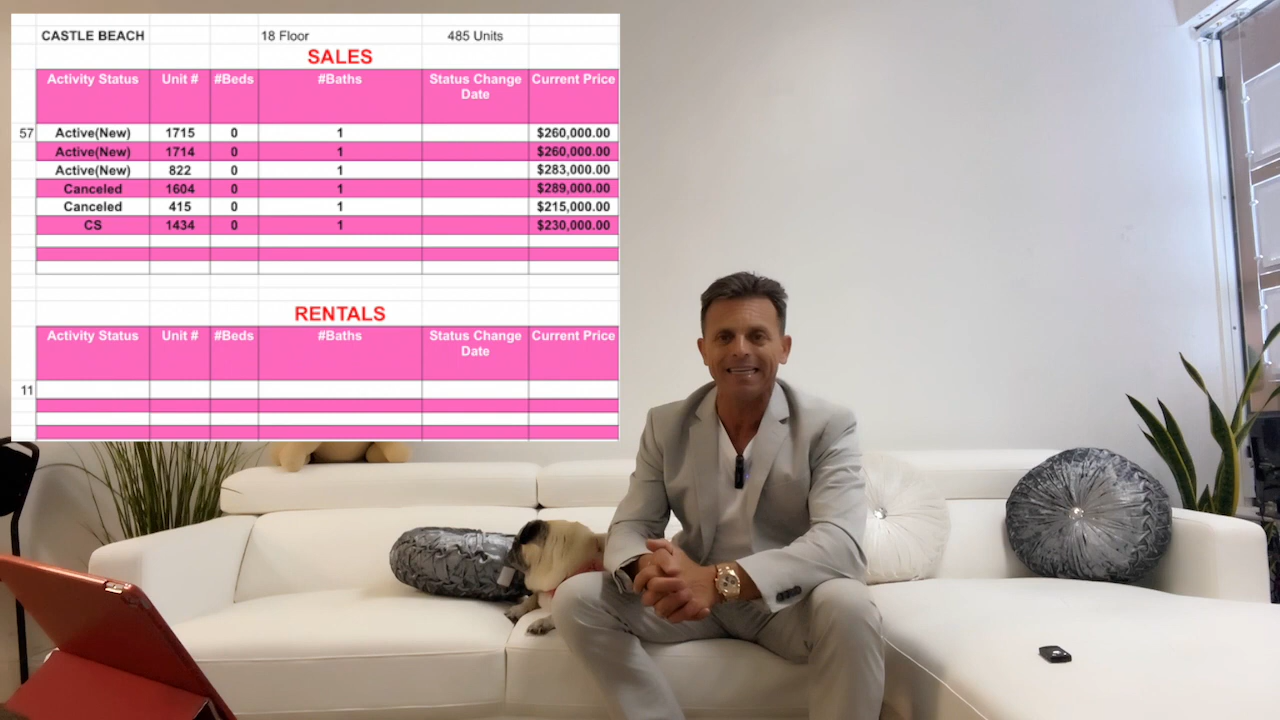 CASTLE BEACH 18 Floor 485 Units
SALES
Activity Status Unit # #Beds #Baths Status Change Date Current Price
57 Active(New) 1715 0 1 $260,000.00
Active(New) 1714 0 1 $260,000.00
Active(New) 822 0 1 $283,000.00
Canceled 1604 0 1 $289,000.00
Canceled 415 0 1 $215,000.00
CS 1434 0 1 $230,000.00
RENTALS
Activity Status Unit # #Beds #Baths Status Change Date Current Price
11